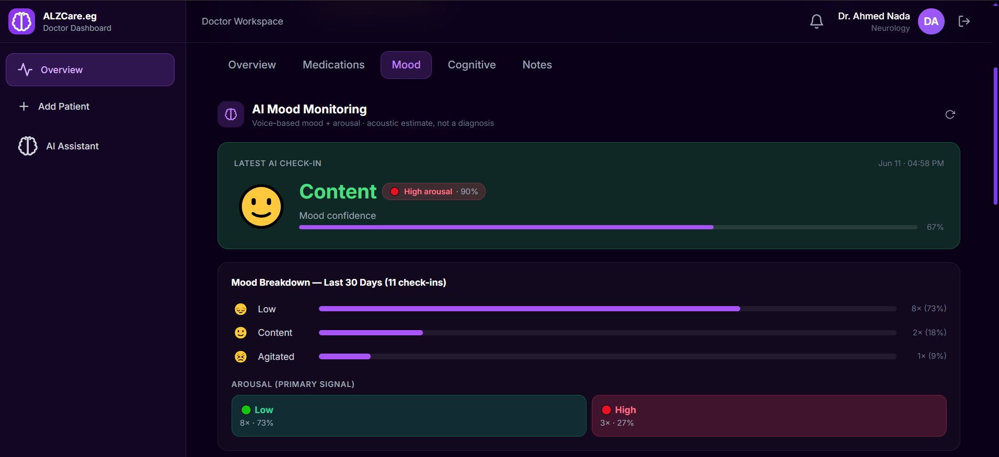 ALZCare.eg
Doctor Dashboard
Doctor Workspace
Dr. Ahmed Nada
Neurology
DA
Overview
Add Patient
AI Assistant
Overview Medications Mood Cognitive Notes
AI Mood Monitoring
Voice-based mood + arousal · acoustic estimate, not a diagnosis
LATEST AI CHECK-IN Jun 11 · 04:58 PM
Content High arousal · 90%
Mood confidence
67%
Mood Breakdown — Last 30 Days (11 check-ins)
Low 8× (73%)
Content 2× (18%)
Agitated 1× (9%)
AROUSAL (PRIMARY SIGNAL)
Low
8× · 73%
High
3× · 27%